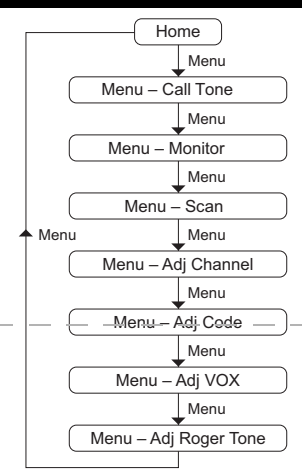 Home
Menu
Menu – Call Tone
Menu
Menu – Monitor
Menu
Menu – Scan
Menu
Menu
Menu – Adj Channel
Menu
Menu – Adj Code
Menu
Menu – Adj VOX
Menu
Menu – Adj Roger Tone